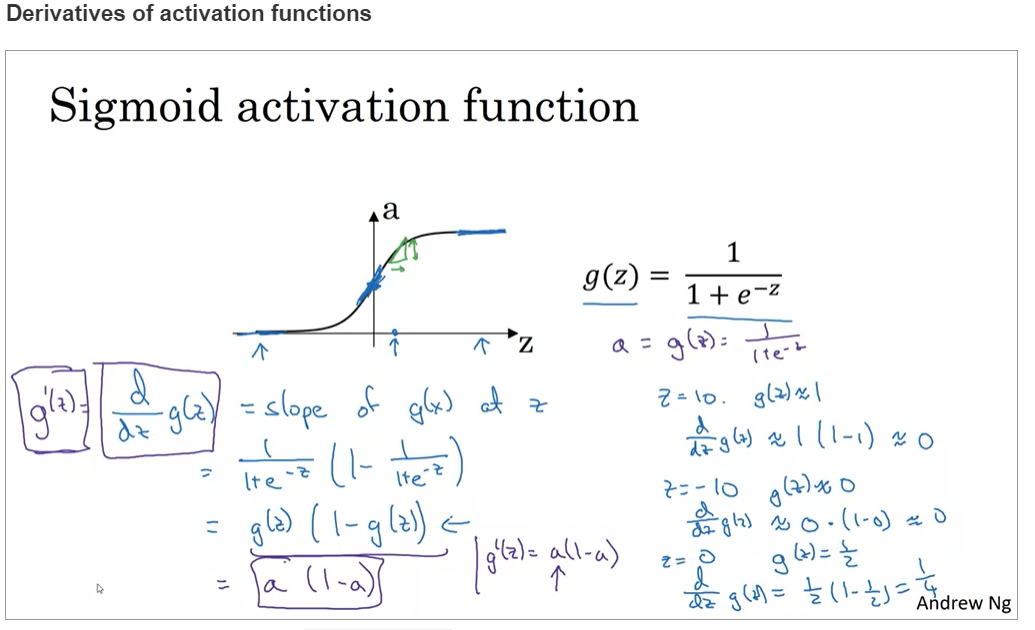 Derivatives of activation functions
Sigmoid activation function
a
z
g(z) = 1 / (1 + e^{-z})
a = g(z) = 1 / (1+e^{-z})
g'(z) = d/dz g(z) = slope of g(x) at z
= 1/(1+e^{-z}) (1 - 1/(1+e^{-z}))
= g(z) (1 - g(z)) ←
= a (1-a)
g'(z) = a(1-a)
z = 10. g(z) ≈ 1
d/dz g(z) ≈ 1 (1-1) ≈ 0
z = -10 g(z) ≈ 0
d/dz g(z) ≈ 0 · (1-0) ≈ 0
z = 0 g(z) = 1/2
d/dz g(z) = 1/2 (1 - 1/2) = 1/4
Andrew Ng